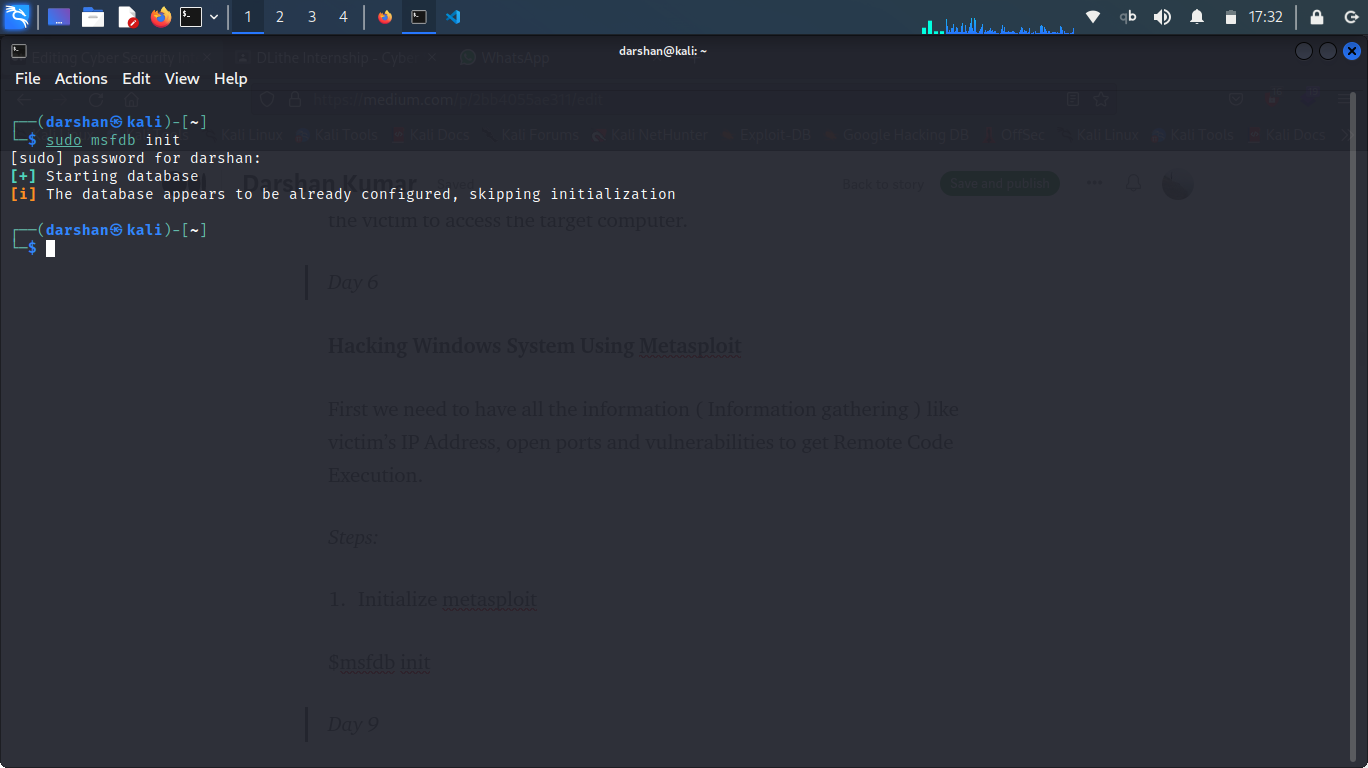 1 2 3 4 17:32
darshan@kali: ~
Editing Cyber Security DLithe Internship - Cybe WhatsApp
File Actions Edit View Help
Kali Linux Kali Tools Kali Docs Kali Forums Kali NetHunter Exploit-DB Google Hacking DB OffSec Kali Linux Kali Tools Kali Docs
┌──(darshan㉿kali)-[~]
└─$ sudo msfdb init
[sudo] password for darshan:
[+] Starting database
[i] The database appears to be already configured, skipping initialization
Darshan Kumar Back to story Save and publish
the victim to access the target computer.
┌──(darshan㉿kali)-[~]
└─$
Day 6
Hacking Windows System Using Metasploit
First we need to have all the information ( Information gathering ) like
victim's IP Address, open ports and vulnerabilities to get Remote Code
Execution.
Steps:
1. Initialize metasploit
$msfdb init
Day 9